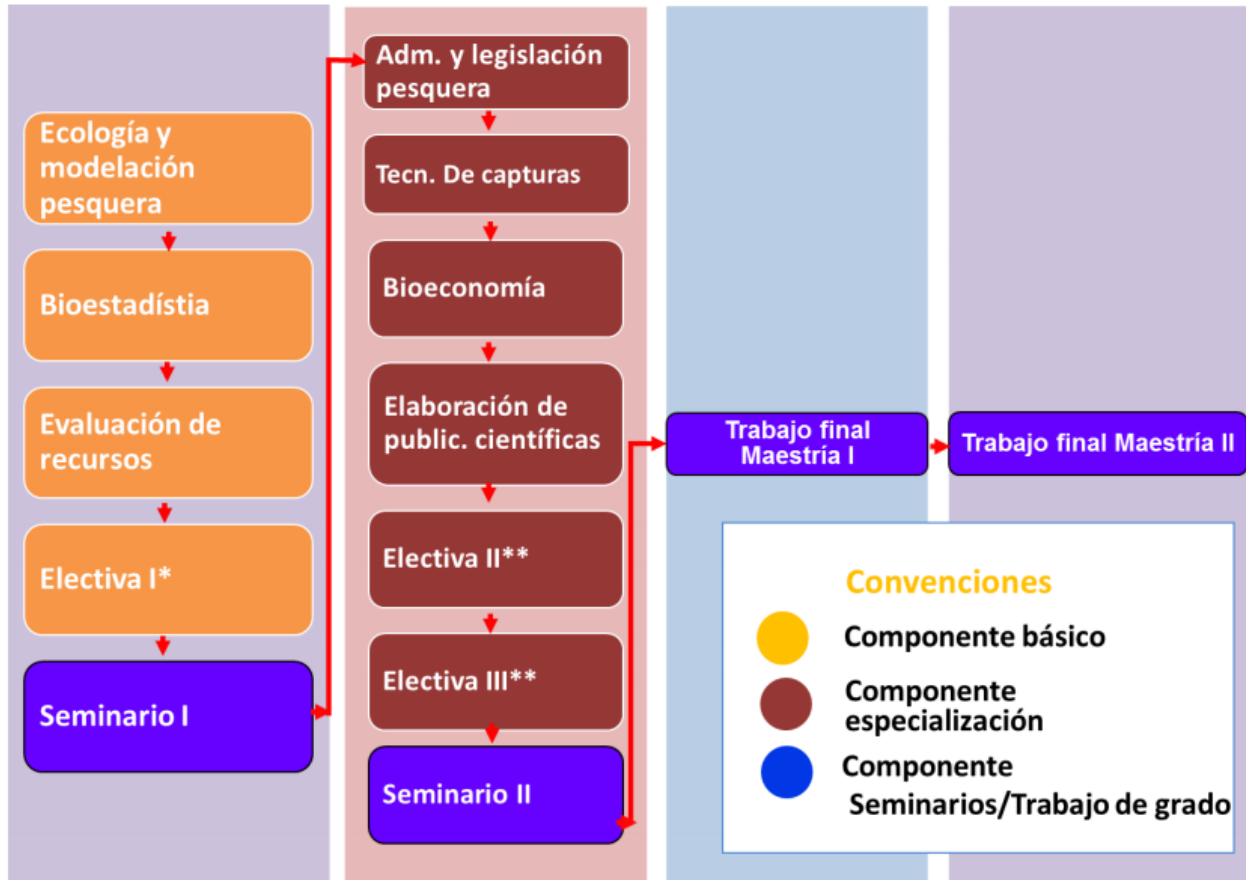 Ecología y
modelación
pesquera
Bioestadístia
Evaluación de
recursos
Electiva I*
Seminario I
Adm. y legislación
pesquera
Tecn. De capturas
Bioeconomía
Elaboración de
public. científicas
Electiva II**
Electiva III**
Seminario II
Trabajo final
Maestría I
Trabajo final Maestría II
Convenciones
Componente básico
Componente
especialización
Componente
Seminarios/Trabajo de grado